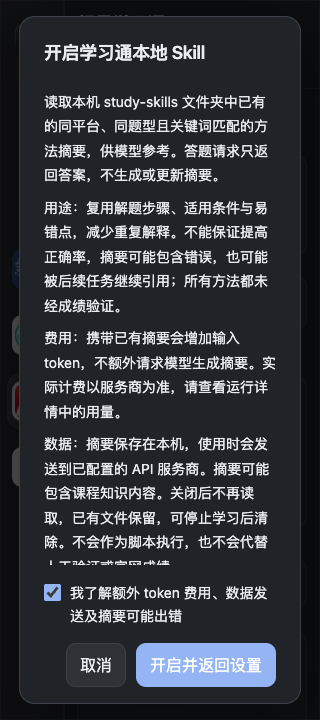 开启学习通本地 Skill
读取本机 study-skills 文件夹中已有
的同平台、同题型且关键词匹配的方
法摘要，供模型参考。答题请求只返
回答案，不生成或更新摘要。
用途：复用解题步骤、适用条件与易
错点，减少重复解释。不能保证提高
正确率，摘要可能包含错误，也可能
被后续任务继续引用；所有方法都未
经成绩验证。
费用：携带已有摘要会增加输入
token，不额外请求模型生成摘要。实
际计费以服务商为准，请查看运行详
情中的用量。
数据：摘要保存在本机，使用时会发
送到已配置的 API 服务商。摘要可能
包含课程知识内容。关闭后不再读
取，已有文件保留，可停止学习后清
除。不会作为脚本执行，也不会代替
我了解额外 token 费用、数据发
送及摘要可能出错
取消
开启并返回设置